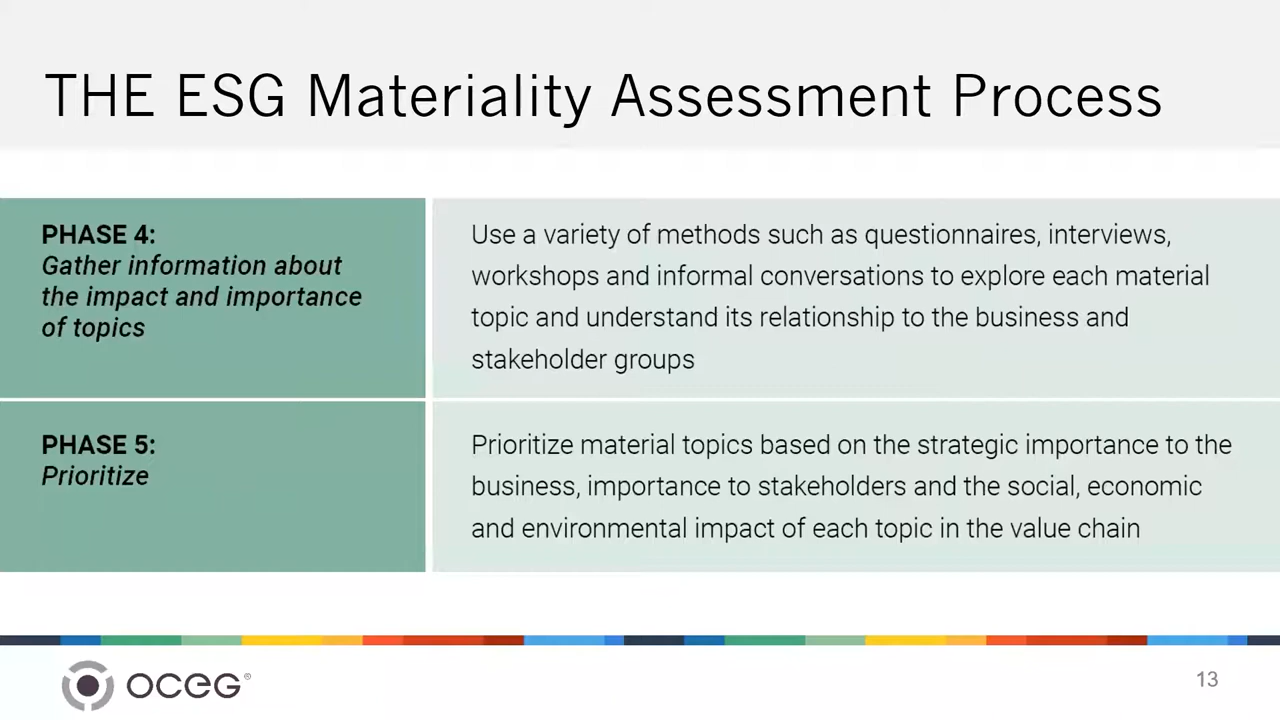 THE ESG Materiality Assessment Process
PHASE 4:
Gather information about
the impact and importance
of topics
Use a variety of methods such as questionnaires, interviews,
workshops and informal conversations to explore each material
topic and understand its relationship to the business and
stakeholder groups
PHASE 5:
Prioritize
Prioritize material topics based on the strategic importance to the
business, importance to stakeholders and the social, economic
and environmental impact of each topic in the value chain
OCEG®
13